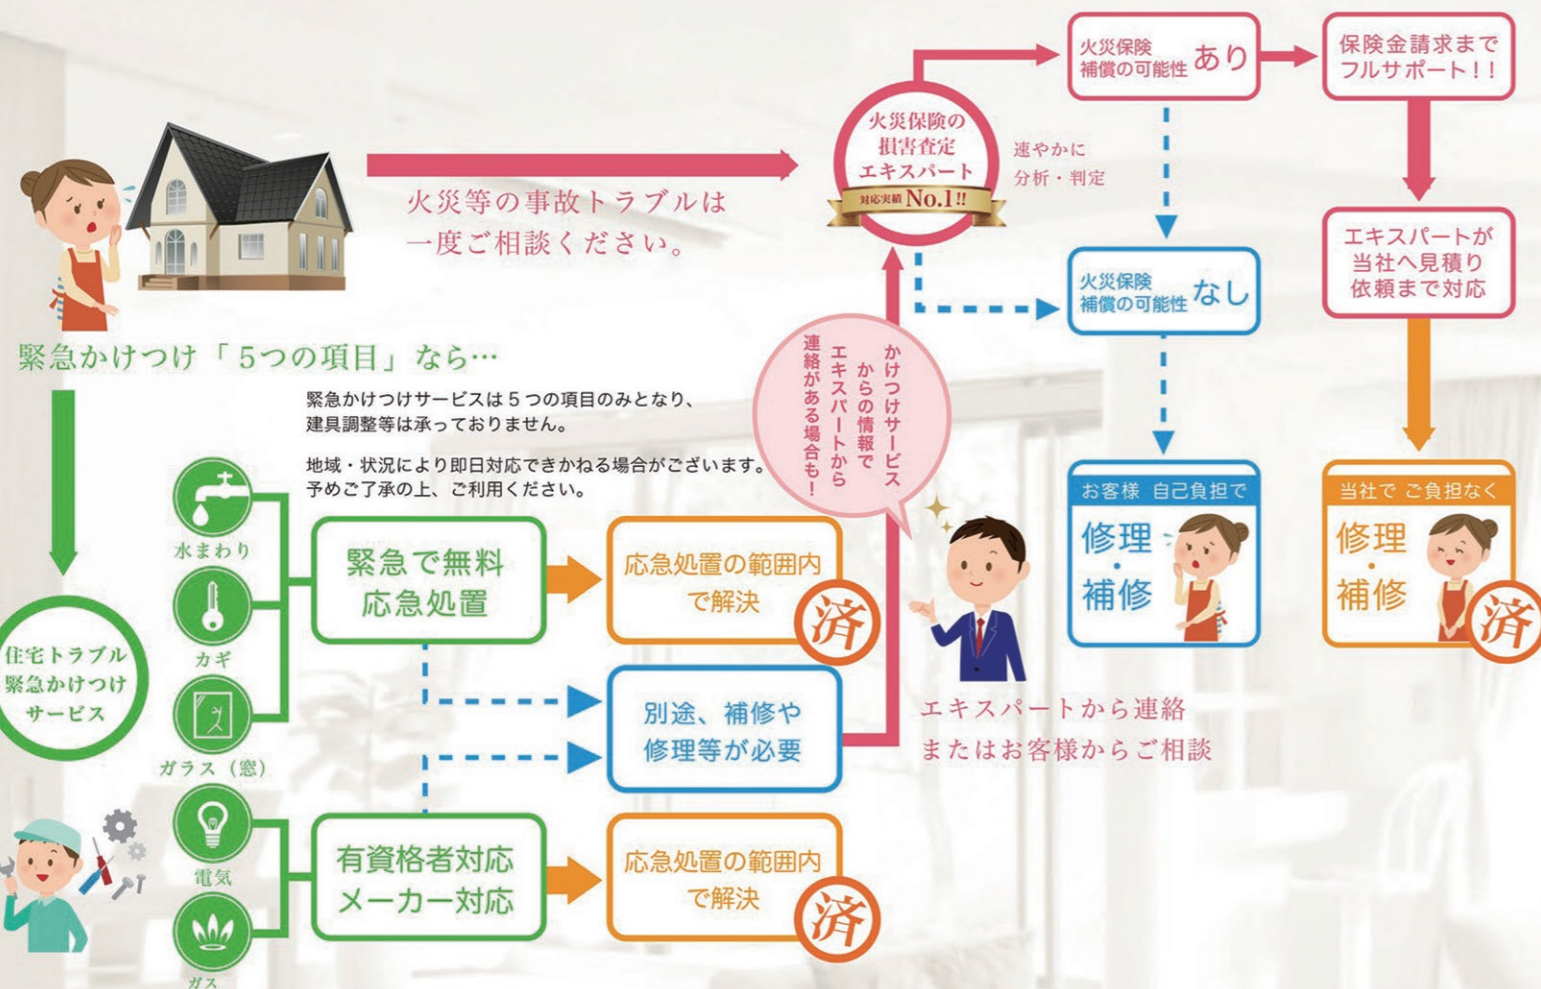 火災等の事故トラブルは
一度ご相談ください。
緊急かけつけ「5つの項目」なら…
緊急かけつけサービスは5つの項目のみとなり、
建具調整等は承っておりません。
地域・状況により即日対応できかねる場合がございます。
予めご了承の上、ご利用ください。
住宅トラブル
緊急かけつけ
サービス
水まわり
カギ
ガラス（窓）
電気
ガス
緊急で無料
応急処置
応急処置の範囲内
で解決
済
別途、補修や
修理等が必要
有資格者対応
メーカー対応
応急処置の範囲内
で解決
済
かけつけサービス
からの情報で
エキスパートから
連絡がある場合も！
エキスパートから連絡
またはお客様からご相談
火災保険の
損害査定
エキスパート
対応実績 No.1!!
速やかに
分析・判定
火災保険
補償の可能性 あり
保険金請求まで
フルサポート！！
エキスパートが
当社へ見積り
依頼まで対応
火災保険
補償の可能性 なし
お客様 自己負担で
修理
・
補修
当社で ご負担なく
修理
・
補修
済